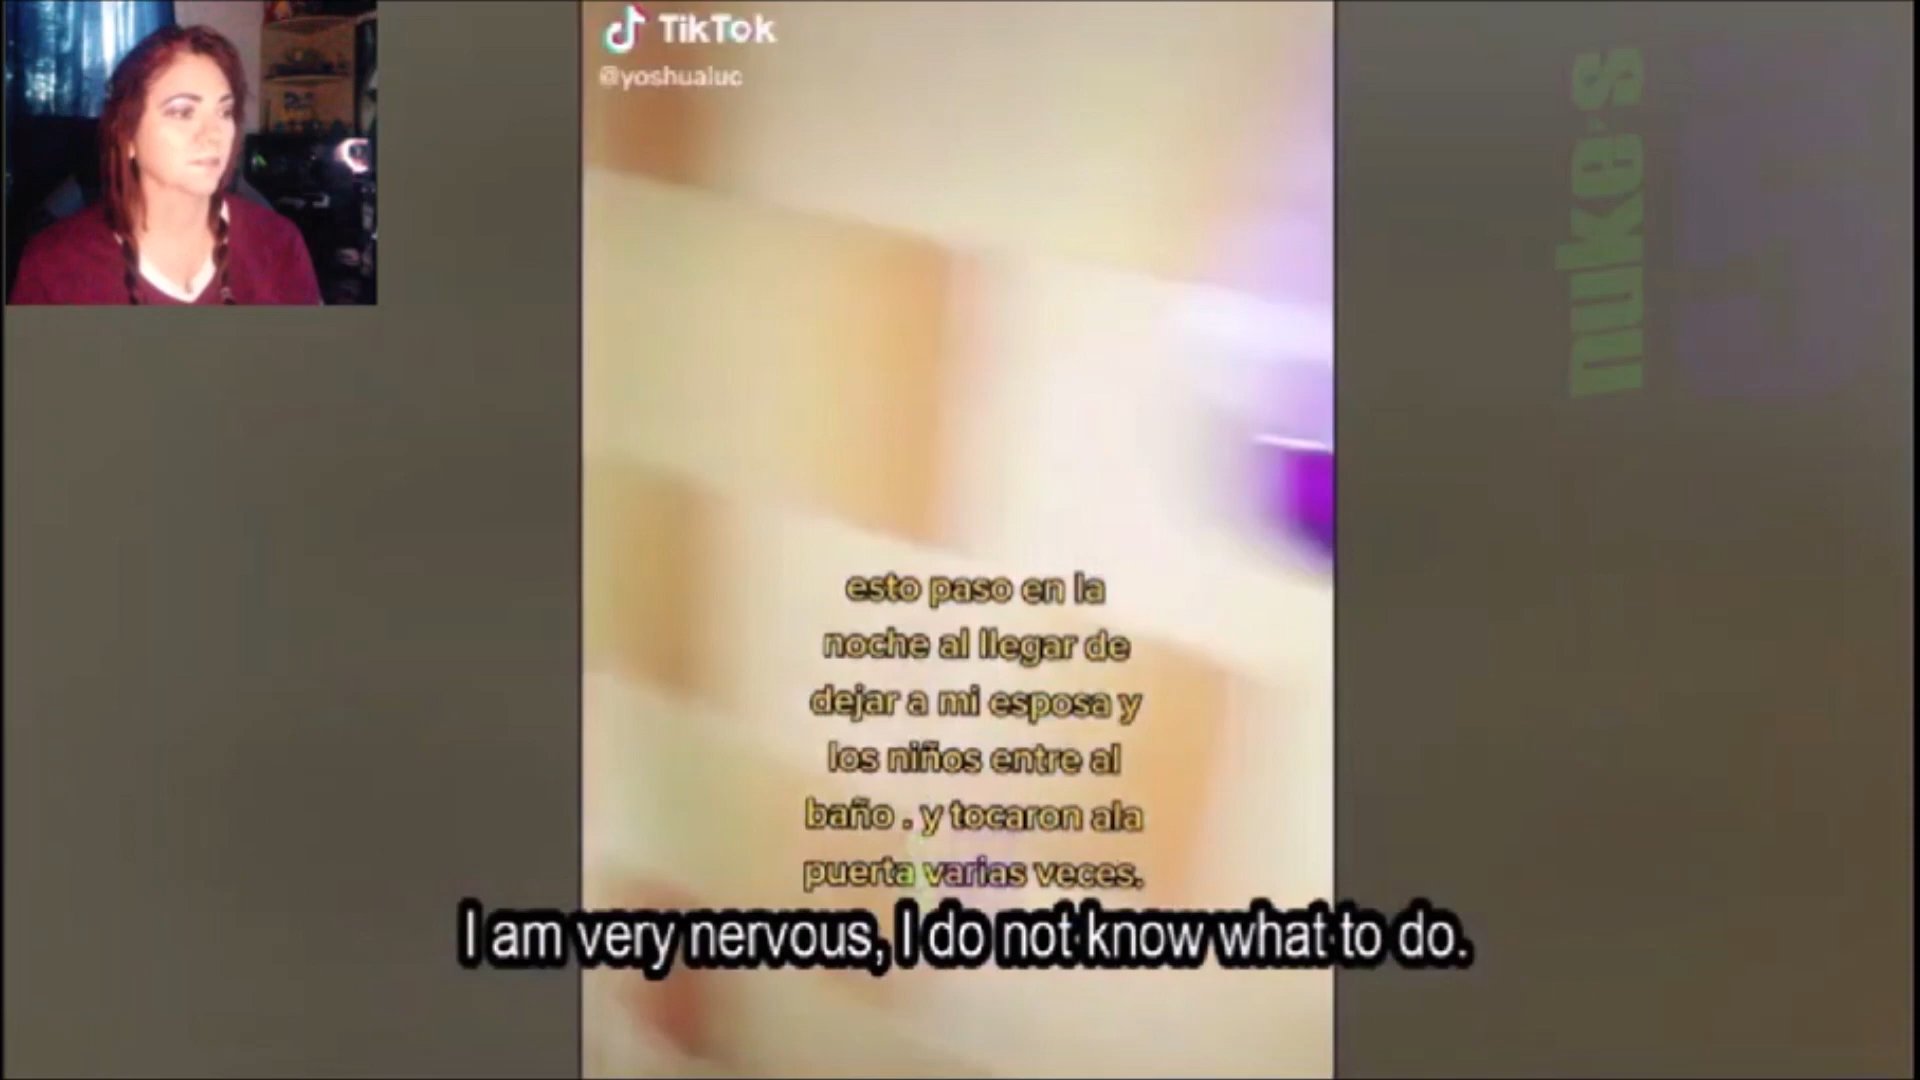 TikTok
@yoshualuc
nuke's
esto paso en la
noche al llegar de
dejar a mi esposa y
los niños entre al
baño . y tocaron ala
puerta varias veces.
I am very nervous, I do not know what to do.